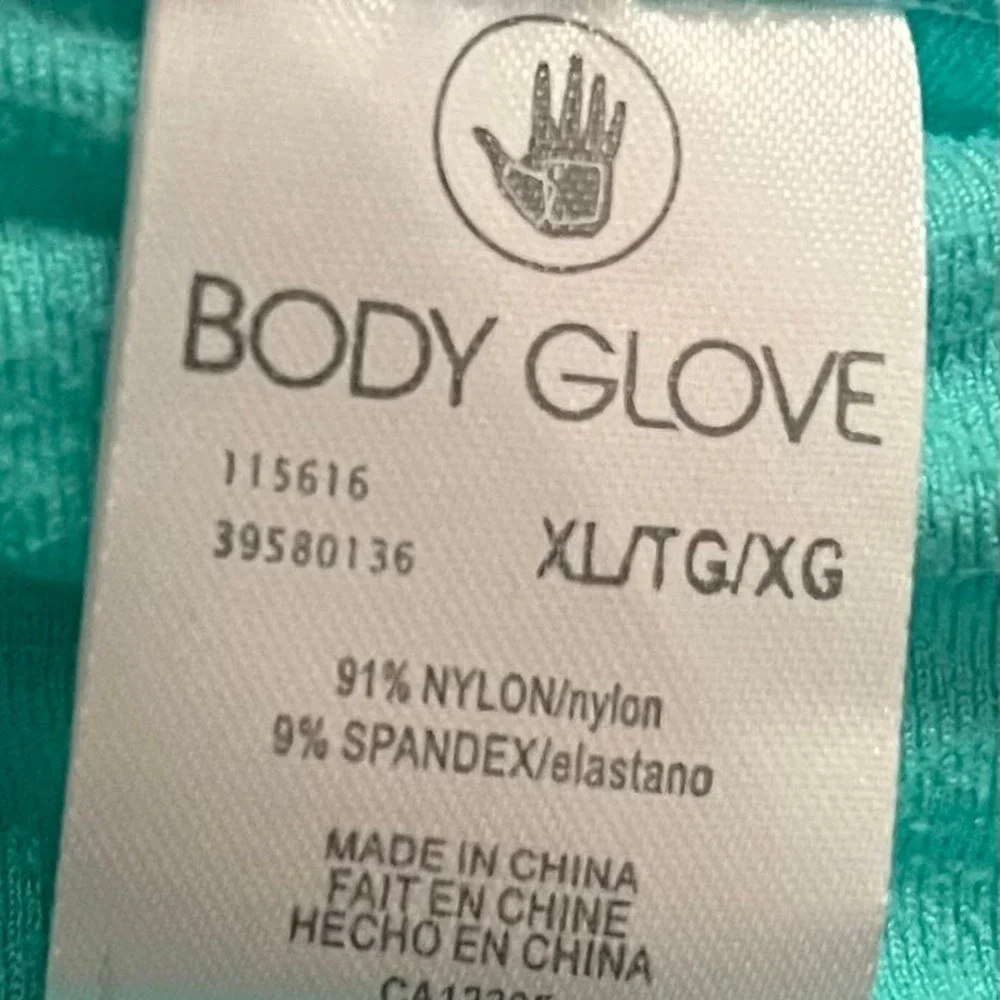 BODY GLOVE
115616
39580136 XL/TG/XG
91% NYLON/nylon
9% SPANDEX/elastano
MADE IN CHINA
FAIT EN CHINE
HECHO EN CHINA